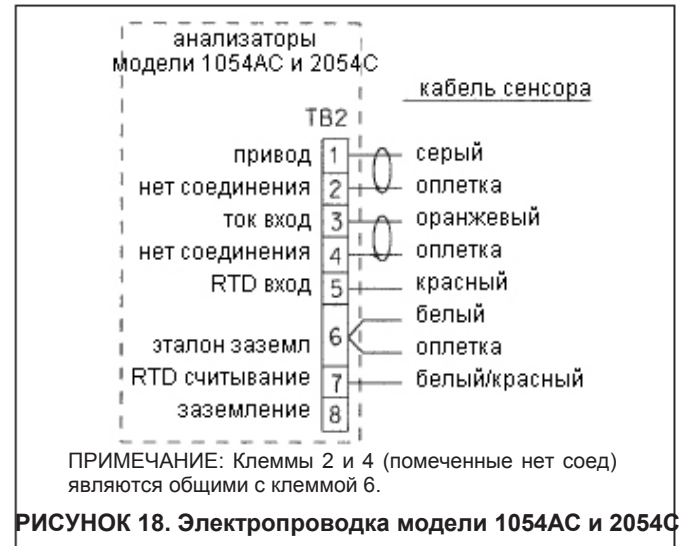 анализаторы
модели 1054АС и 2054С
кабель сенсора
ТВ2
привод 1 серый
нет соединения 2 оплетка
ток вход 3 оранжевый
нет соединения 4 оплетка
RTD вход 5 красный
белый
эталон заземл 6 оплетка
RTD считывание 7 белый/красный
заземление 8
ПРИМЕЧАНИЕ: Клеммы 2 и 4 (помеченные нет соед)
являются общими с клеммой 6.
РИСУНОК 18. Электропроводка модели 1054АС и 2054С